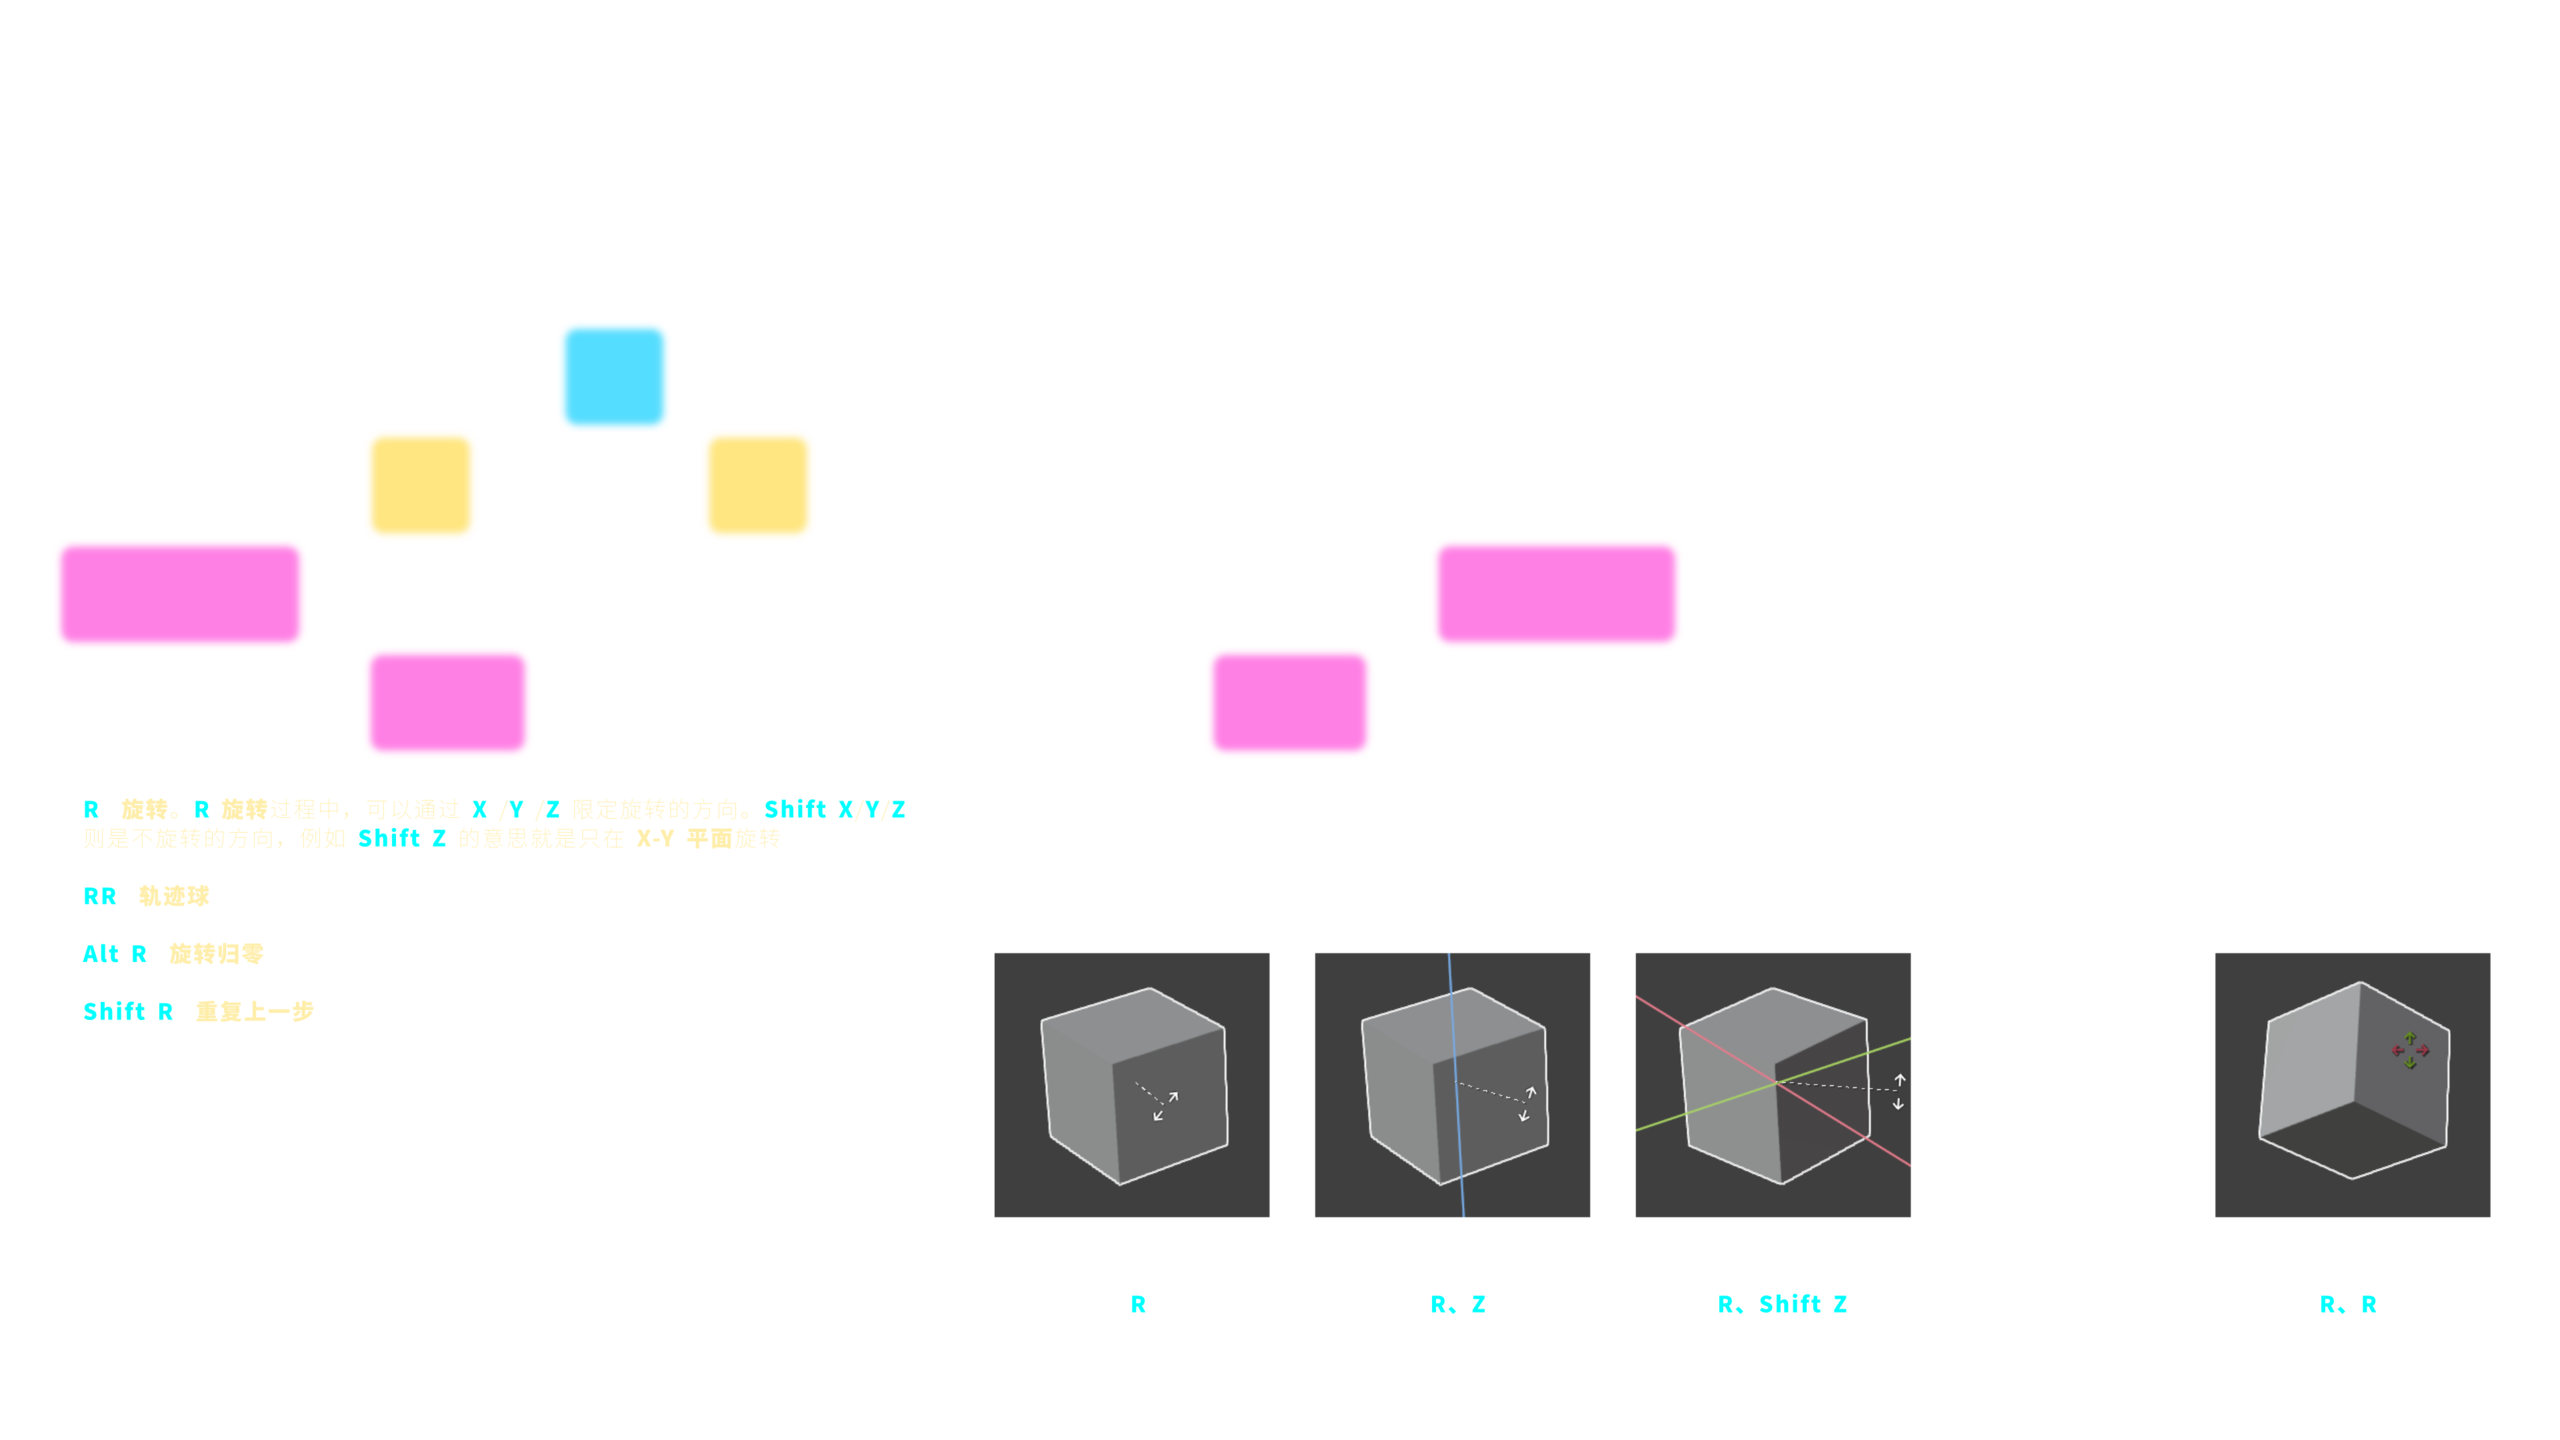 R 旋转。R 旋转过程中，可以通过 X /Y /Z 限定旋转的方向。Shift X/Y/Z
则是不旋转的方向，例如 Shift Z 的意思就是只在 X-Y 平面旋转
RR 轨迹球
Alt R 旋转归零
Shift R 重复上一步
R
R、Z
R、Shift Z
R、R